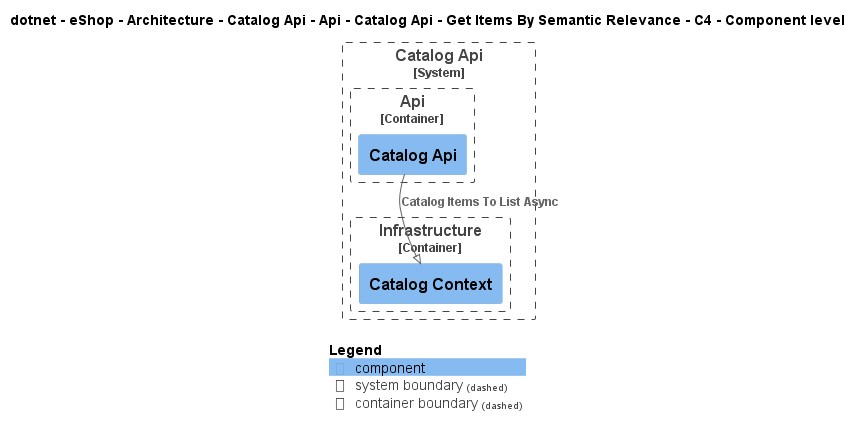 dotnet - eShop - Architecture - Catalog Api - Api - Catalog Api - Get Items By Semantic Relevance - C4 - Component level
Catalog Api
[System]
Api
[Container]
Catalog Api
Catalog Items To List Async
Infrastructure
[Container]
Catalog Context
Legend
component
system boundary (dashed)
container boundary (dashed)